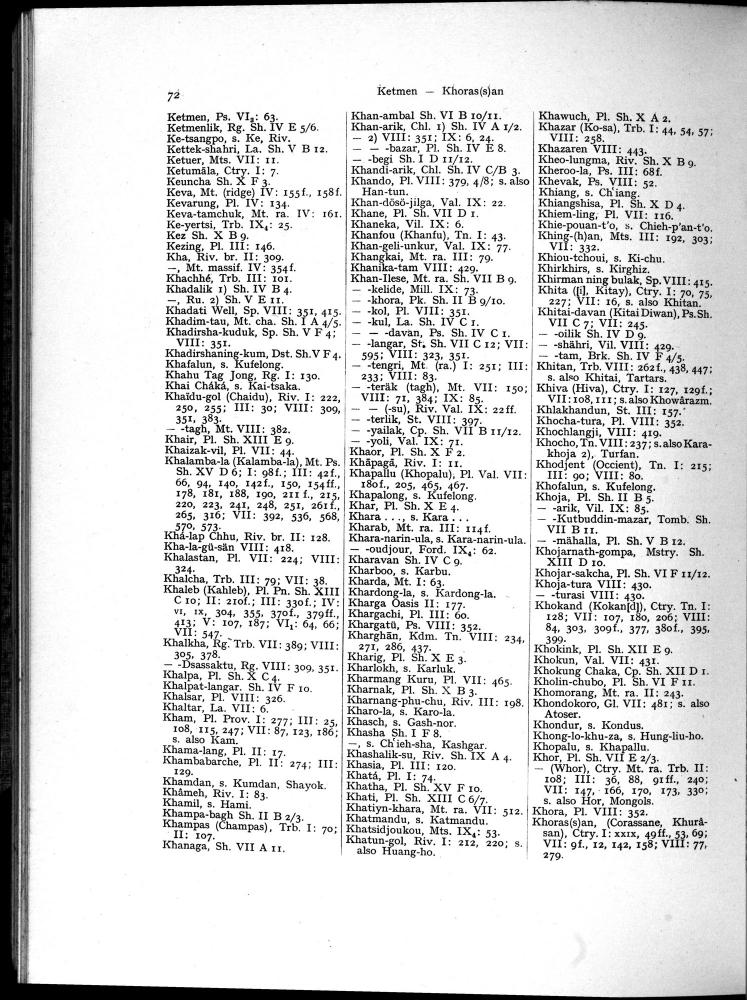 72
Ketmen — Khoras(s)an
Ketmen, Ps. VI₂: 63.
Ketmenlik, Rg. Sh. IV E 5/6.
Ke-tsangpo, s. Ke, Riv.
Kettek-shahri, La. Sh. V B 12.
Ketuer, Mts. VII: 11.
Ketumāla, Ctry. I: 7.
Keuncha Sh. X F 3.
Keva, Mt. (ridge) IV: 155f., 158f.
Kevarung, Pl. IV: 134.
Keva-tamchuk, Mt. ra. IV: 161.
Ke-yertsi, Trb. IX₄: 25.
Kez Sh. X B 9.
Kezing, Pl. III: 146.
Kha, Riv. br. II: 309.
—, Mt. massif. IV: 354f.
Khachhé, Trb. III: 101.
Khadalik 1) Sh. IV B 4.
—, Ru. 2) Sh. V E 11.
Khadati Well, Sp. VIII: 351, 415.
Khadim-tau, Mt. cha. Sh. I A 4/5.
Khadirsha-kuduk, Sp. Sh. V F 4;
VIII: 351.
Khadirshaning-kum, Dst. Sh. V F 4.
Khafalun, s. Kufelong.
Khahu Tag Jong, Rg. I: 130.
Khai Cháká, s. Kai-tsaka.
Khaïdu-gol (Chaidu), Riv. I: 222,
250, 255; III: 30; VIII: 309,
351, 383.
— -tagh, Mt. VIII: 382.
Khair, Pl. Sh. XIII E 9.
Khaizak-vil, Pl. VII: 44.
Khalamba-la (Kalamba-la), Mt. Ps.
Sh. XV D 6; I: 98f.; III: 42f.,
66, 94, 140, 142f., 150, 154ff.,
178, 181, 188, 190, 211f., 215,
220, 223, 241, 248, 251, 261f.,
265, 316; VII: 392, 536, 568,
570, 573.
Khá-lap Chhu, Riv. br. II: 128.
Kha-la-gü-sän VIII: 418.
Khalastan, Pl. VII: 224; VIII:
324.
Khalcha, Trb. III: 79; VII: 38.
Khaleb (Kahleb), Pl. Pn. Sh. XIII
C 10; II: 210f.; III: 330f.; IV:
VI, IX, 304, 355, 370f., 379ff.,
413; V: 107, 187; VI₁: 64, 66;
VII: 547.
Khalkha, Rg. Trb. VII: 389; VIII:
305, 378.
— -Dsassaktu, Rg. VIII: 309, 351.
Khalpa, Pl. Sh. X C 4.
Khalpat-langar. Sh. IV F 10.
Khalsar, Pl. VIII: 326.
Khaltar, La. VII: 6.
Kham, Pl. Prov. I: 277; III: 25,
108, 115, 247; VII: 87, 123, 186;
s. also Kam.
Khama-lang, Pl. II: 17.
Khambabarche, Pl. II: 274; III:
129.
Khamdan, s. Kumdan, Shayok.
Khâmeh, Riv. I: 83.
Khamil, s. Hami.
Khampa-bagh Sh. II B 2/3.
Khampas (Champas), Trb. I: 70;
II: 107.
Khanaga, Sh. VII A 11.
Khan-ambal Sh. VI B 10/11.
Khan-arik, Chl. 1) Sh. IV A 1/2.
— 2) VIII: 351; IX: 6, 24.
— — -bazar, Pl. Sh. IV E 8.
— -begi Sh. I D 11/12.
Khandi-arik, Chl. Sh. IV C/B 3.
Khando, Pl. VIII: 379, 4/8; s. also
Han-tun.
Khan-dösö-jilga, Val. IX: 22.
Khane, Pl. Sh. VII D 1.
Khaneka, Vil. IX: 6.
Khanfou (Khanfu), Tn. I: 43.
Khan-geli-unkur, Val. IX: 77.
Khangkai, Mt. ra. III: 79.
Khanika-tam VIII: 429.
Khan-Ilese, Mt. ra. Sh. VII B 9.
— -kelide, Mill. IX: 73.
— -khora, Pk. Sh. II B 9/10.
— -kol, Pl. VIII: 351.
— -kul, La. Sh. IV C 1.
— — -davan, Ps. Sh. IV C 1.
— -langar, St. Sh. VII C 12; VII:
595; VIII: 323, 351.
— -tengri, Mt. (ra.) I: 251; III:
233; VIII: 83.
— -teräk (tagh), Mt. VII: 150;
VIII: 71, 384; IX: 85.
— — (-su), Riv. Val. IX: 22ff.
— -terlik, St. VIII: 397.
— -yailak, Cp. Sh. VII B 11/12.
— -yoli, Val. IX: 71.
Khaor, Pl. Sh. X F 2.
Khāpagā, Riv. I: 11.
Khapallu (Khopalu), Pl. Val. VII:
180f., 205, 465, 467.
Khapalong, s. Kufelong.
Khar, Pl. Sh. X E 4.
Khara . . ., s. Kara . . .
Kharab, Mt. ra. III: 114f.
Khara-narin-ula, s. Kara-narin-ula.
— -oudjour, Ford. IX₄: 62.
Kharavan Sh. IV C 9.
Kharboo, s. Karbu.
Kharda, Mt. I: 63.
Khardong-la, s. Kardong-la.
Kharga Oasis II: 177.
Khargachi, Pl. III: 60.
Khargatū, Ps. VIII: 352.
Kharghān, Kdm. Tn. VIII: 234,
271, 286, 437.
Kharig, Pl. Sh. X E 3.
Kharlokh, s. Karluk.
Kharmang Kuru, Pl. VII: 465.
Kharnak, Pl. Sh. X B 3.
Kharnang-phu-chu, Riv. III: 198.
Kharo-la, s. Karo-la.
Khasch, s. Gash-nor.
Khasha Sh. I F 8.
—, s. Ch'ieh-sha, Kashgar.
Khashalik-su, Riv. Sh. IX A 4.
Khasia, Pl. III: 120.
Khatá, Pl. I: 74.
Khatha, Pl. Sh. XV F 10.
Khati, Pl. Sh. XIII C 6/7.
Khatiyn-khara, Mt. ra. VII: 512.
Khatmandu, s. Katmandu.
Khatsidjoukou, Mts. IX₄: 53.
Khatun-gol, Riv. I: 212, 220; s.
also Huang-ho.
Khawuch, Pl. Sh. X A 2.
Khazar (Ko-sa), Trb. I: 44, 54, 57;
VIII: 258.
Khazaren VIII: 443.
Kheo-lungma, Riv. Sh. X B 9.
Kheroo-la, Ps. III: 68f.
Khevak, Ps. VIII: 52.
Khiang, s. Ch'iang.
Khiangshisa, Pl. Sh. X D 4.
Khiem-ling, Pl. VII: 116.
Khie-pouan-t'o, s. Chieh-p'an-t'o.
Khing-(h)an, Mts. III: 192, 303;
VII: 332.
Khiou-tchoui, s. Ki-chu.
Khirkhirs, s. Kirghiz.
Khirman ning bulak, Sp. VIII: 415.
Khita ([i], Kitay), Ctry. I: 70, 75,
227; VII: 16, s. also Khitan.
Khitai-davan (Kitai Diwan), Ps. Sh.
VII C 7; VII: 245.
— -oilik Sh. IV D 9.
— -shähri, Vil. VIII: 429.
— -tam, Brk. Sh. IV F 4/5.
Khitan, Trb. VIII: 262f., 438, 447;
s. also Khitai, Tartars.
Khiva (Hiva), Ctry. I: 127, 129f.;
VII: 108, 111; s. also Khowârazm.
Khlakhandun, St. III: 157.
Khocha-tura, Pl. VIII: 352.
Khochlangji, VIII: 419.
Khocho, Tn. VIII: 237; s. also Kara-
khoja 2), Turfan.
Khodjent (Occient), Tn. I: 215;
III: 90; VIII: 80.
Khofalun, s. Kufelong.
Khoja, Pl. Sh. II B 5.
— -arik, Vil. IX: 85.
— -Kutbuddin-mazar, Tomb. Sh.
VII B 11.
— -mähalla, Pl. Sh. V B 12.
Khojarnath-gompa, Mstry. Sh.
XIII D 10.
Khojar-sakcha, Pl. Sh. VI F 11/12.
Khoja-tura VIII: 430.
— -turasi VIII: 430.
Khokand (Kokan[d]), Ctry. Tn. I:
128; VII: 107, 180, 206; VIII:
84, 303, 309f., 377, 380f., 395,
399.
Khokink, Pl. Sh. XII E 9.
Khokun, Val. VII: 431.
Khokung Chaka, Cp. Sh. XII D 1.
Kholin-chubo, Pl. Sh. VI F 11.
Khomorang, Mt. ra. II: 243.
Khondokoro, Gl. VII: 481; s. also
Atoser.
Khondur, s. Kondus.
Khong-lo-khu-za, s. Hung-liu-ho.
Khopalu, s. Khapallu.
Khor, Pl. Sh. VII E 2/3.
— (Whor), Ctry. Mt. ra. Trb. II:
108; III: 36, 88, 91ff., 240;
VII: 147, 166, 170, 173, 330;
s. also Hor, Mongols.
Khora, Pl. VIII: 352.
Khoras(s)an, (Corassane, Khurâ-
san), Ctry. I: XXIX, 49ff., 53, 69;
VII: 9f., 12, 142, 158; VIII: 77,
279.